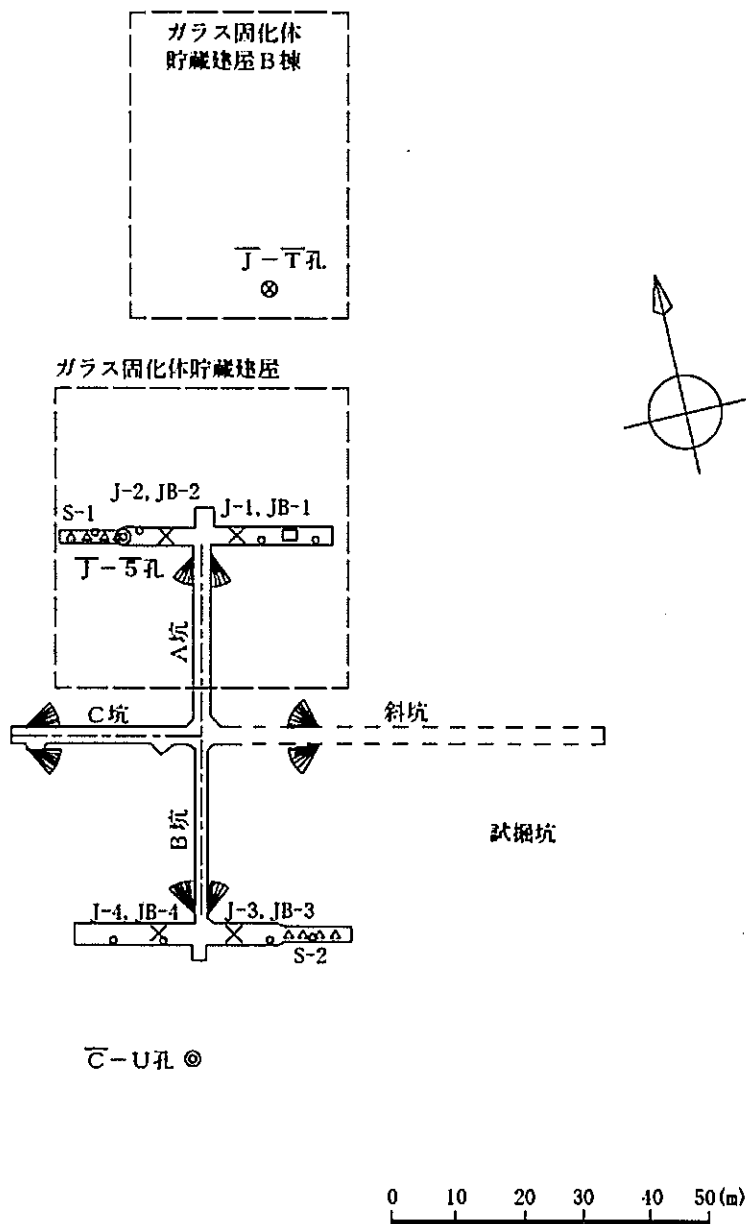 ガラス固化体
貯蔵建屋B棟
J-T孔
ガラス固化体貯蔵建屋
J-2, JB-2
J-1, JB-1
S-1
J-5孔
A坑
C坑
斜坑
B坑
試掘坑
J-4, JB-4
J-3, JB-3
S-2
C-U孔
0 10 20 30 40 50(m)